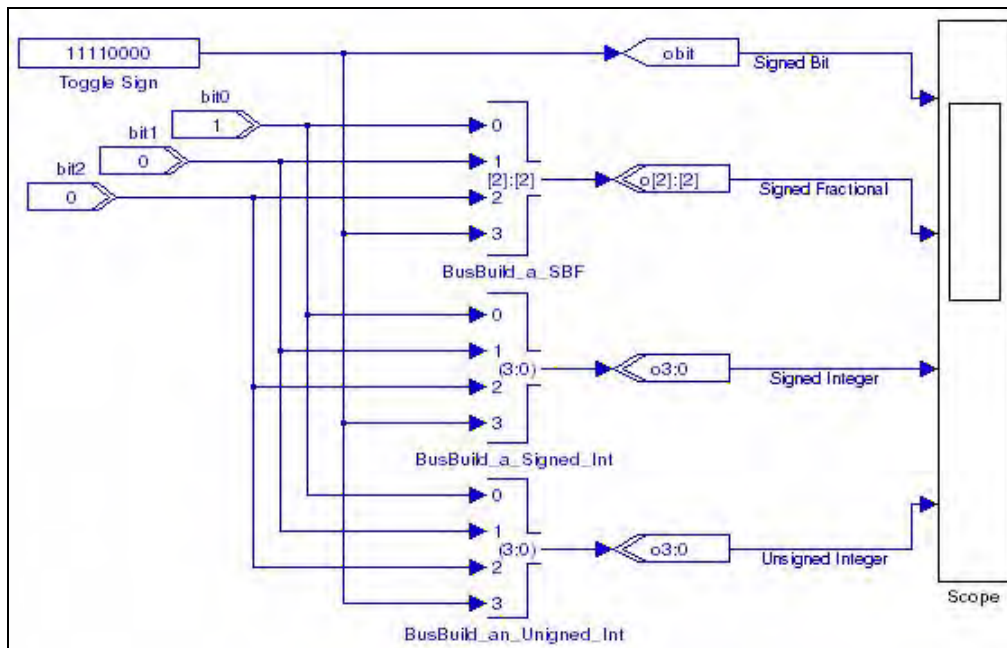 11110000
Toggle Sign
obit
Signed Bit
bit0
1
bit1
0
bit2
0
0
1
[2]:[2]
2
3
BusBuild_a_SBF
o[2]:[2]
Signed Fractional
0
1
(3:0)
2
3
BusBuild_a_Signed_Int
o3:0
Signed Integer
0
1
(3:0)
2
3
BusBuild_an_Unigned_Int
o3:0
Unsigned Integer
Scope